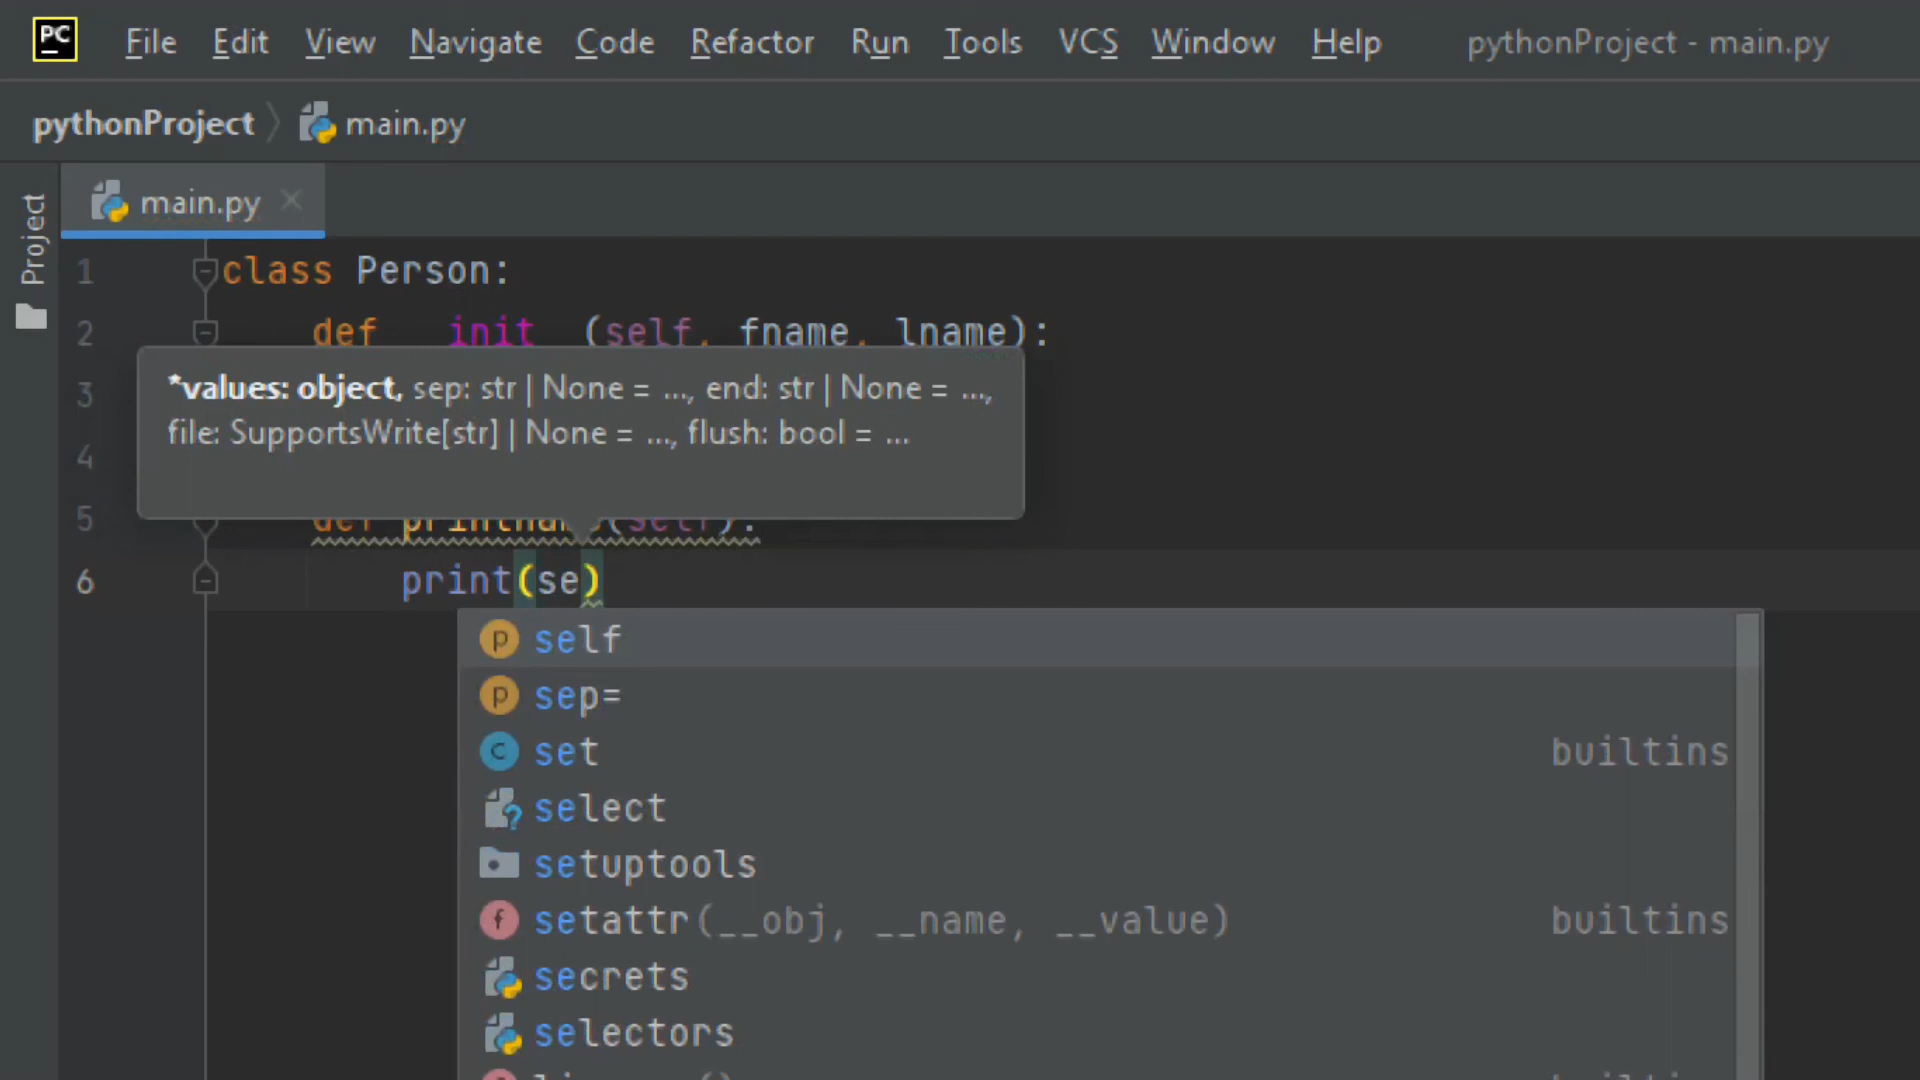 PC File Edit View Navigate Code Refactor Run Tools VCS Window Help pythonProject - main.py
pythonProject main.py
Project
main.py
1 class Person:
2 def __init__(self, fname, lname):
3
*values: object, sep: str | None = ..., end: str | None = ...,
file: SupportsWrite[str] | None = ..., flush: bool = ...
4
5 def printname(self):
6 print(se)
p self
p sep=
c set builtins
select
setuptools
f setattr(__obj, __name, __value) builtins
secrets
selectors